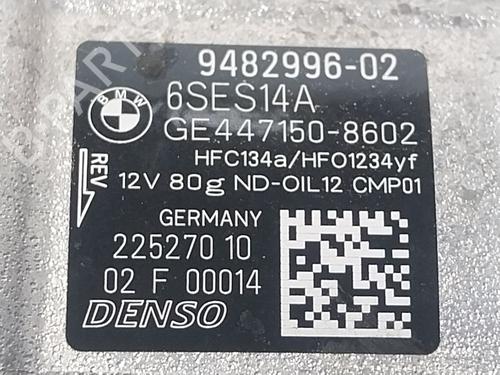 9482996-02
BMW
6SES14A
GE447150-8602
HFC134a/HFO1234yf
REV
12V 80g ND-OIL12 CMP01
GERMANY
225270 10
02 F 00014
DENSO